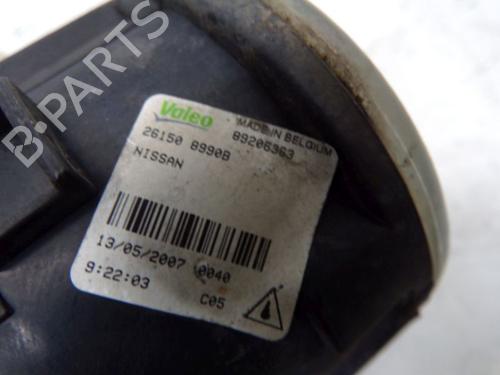 Valeo
MADE IN BELGIUM
26150 8990B
89206363
NISSAN
13/05/2007 0040
9:22:03
C05
B-PARTS